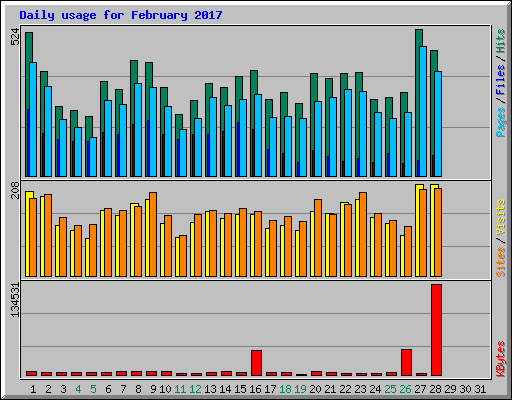 Daily usage for February 2017
524
Pages / Files / Hits
208
Sites / Visits
134531
KBytes
1 2 3 4 5 6 7 8 9 10 11 12 13 14 15 16 17 18 19 20 21 22 23 24 25 26 27 28 29 30 31